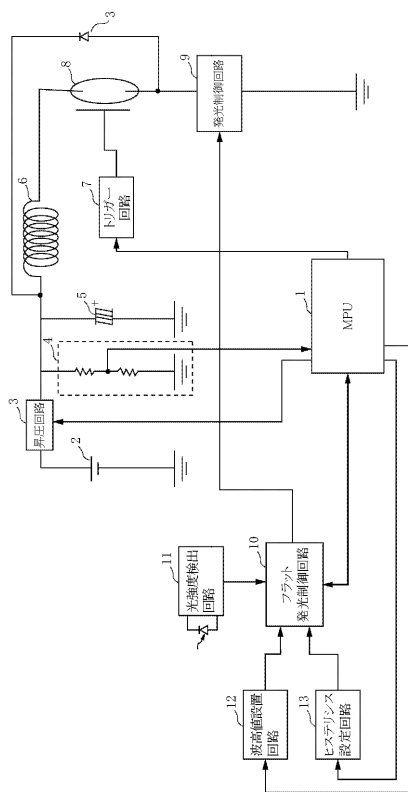 3
8
9
発光制御回路
6
7
トリガー
回路
5
+
4
1
MPU
3
昇圧回路
2
11
光強度検出
回路
10
フラット
発光制御回路
12
波高値設置
回路
13
ヒステリシス
設定回路